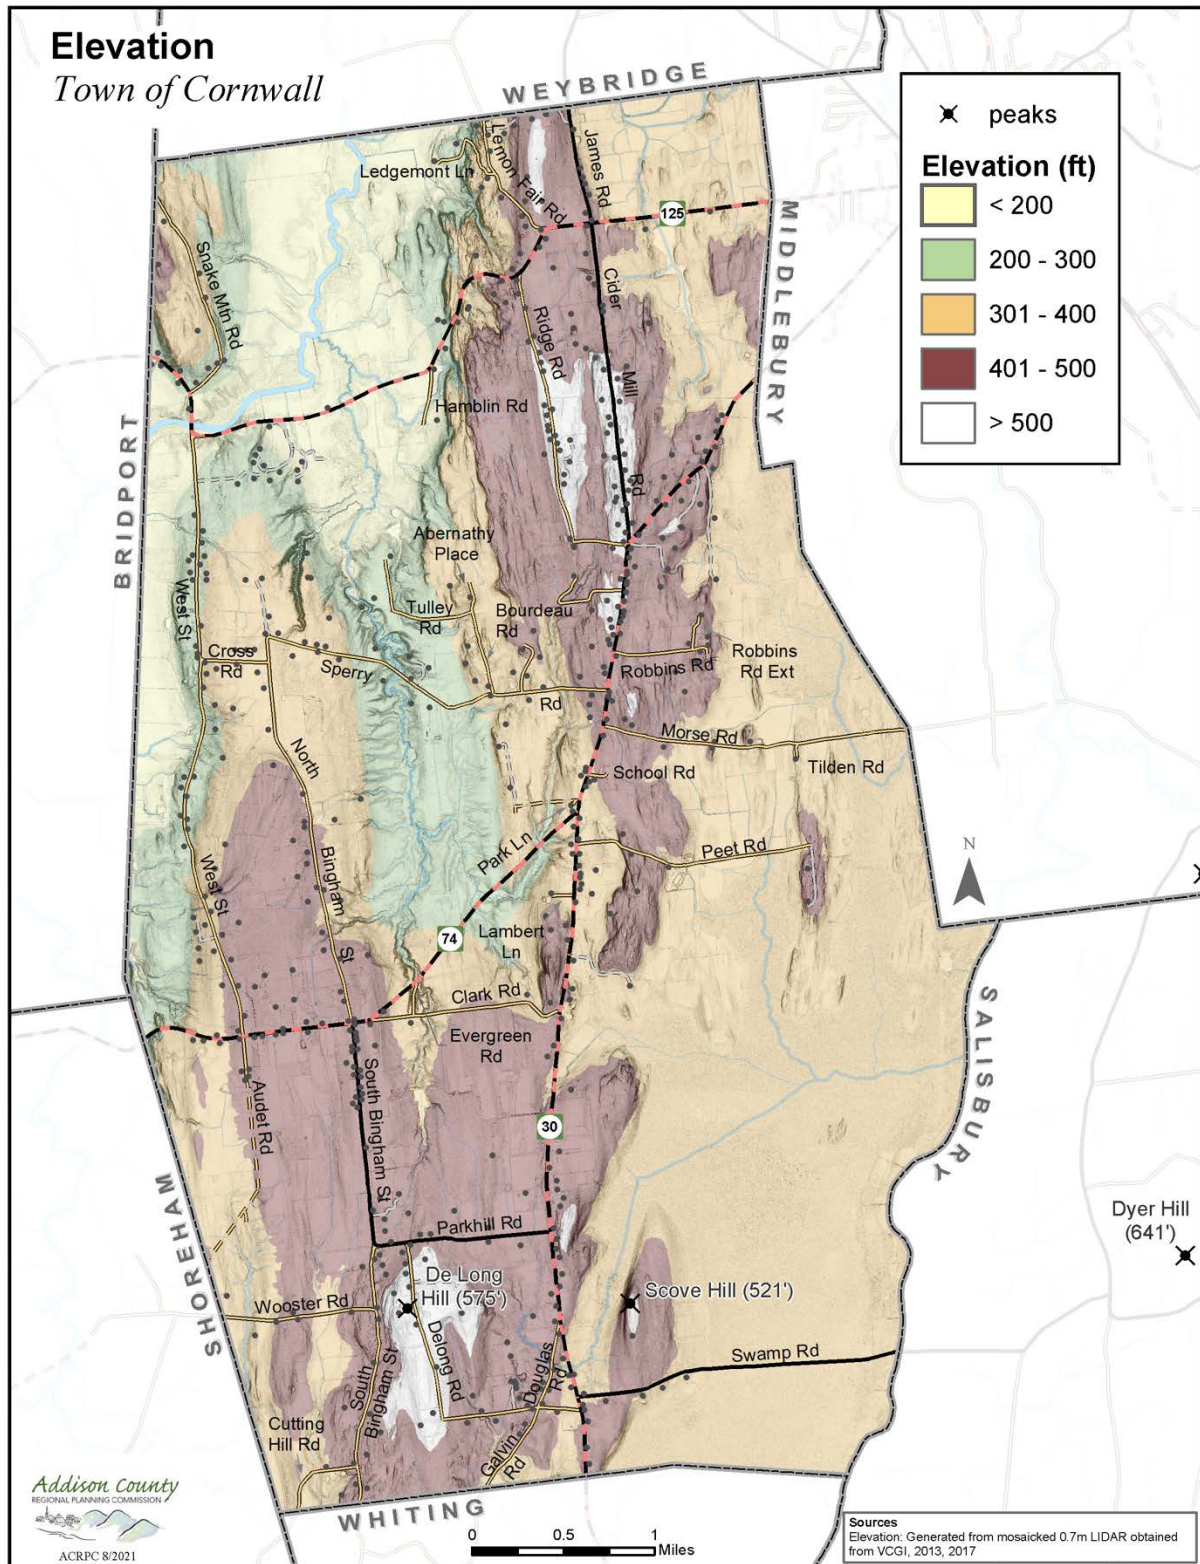 Elevation
Town of Cornwall
WEYBRIDGE
peaks
Elevation (ft)
< 200
200 - 300
301 - 400
401 - 500
> 500
Ledgemont Ln
Lemon Fair Rd
James Rd
125
MIDDLEBURY
Snake Mtn Rd
Cider
Mill
Rd
Ridge Rd
Hamblin Rd
BRIDPORT
Abernathy
Place
Tulley
Rd
Bourdeau
Rd
West St
Cross
Rd
Sperry
Rd
Robbins Rd
Robbins
Rd Ext
Morse Rd
Tilden Rd
School Rd
North
Bingham
St
Park Ln
Peet Rd
N
West St
74
Lambert
Ln
Clark Rd
Evergreen
Rd
SALISBURY
Audet Rd
South Bingham St
30
SHOREHAM
Parkhill Rd
Dyer Hill
(641')
De Long
Hill (575')
Scove Hill (521')
Wooster Rd
Delong Rd
Douglas
Rd
Swamp Rd
South
Bingham St
Cutting
Hill Rd
Galvin
Rd
WHITING
Addison County
REGIONAL PLANNING COMMISSION
ACRPC 8/2021
0 0.5 1
Miles
Sources
Elevation: Generated from mosaicked 0.7m LIDAR obtained
from VCGI, 2013, 2017